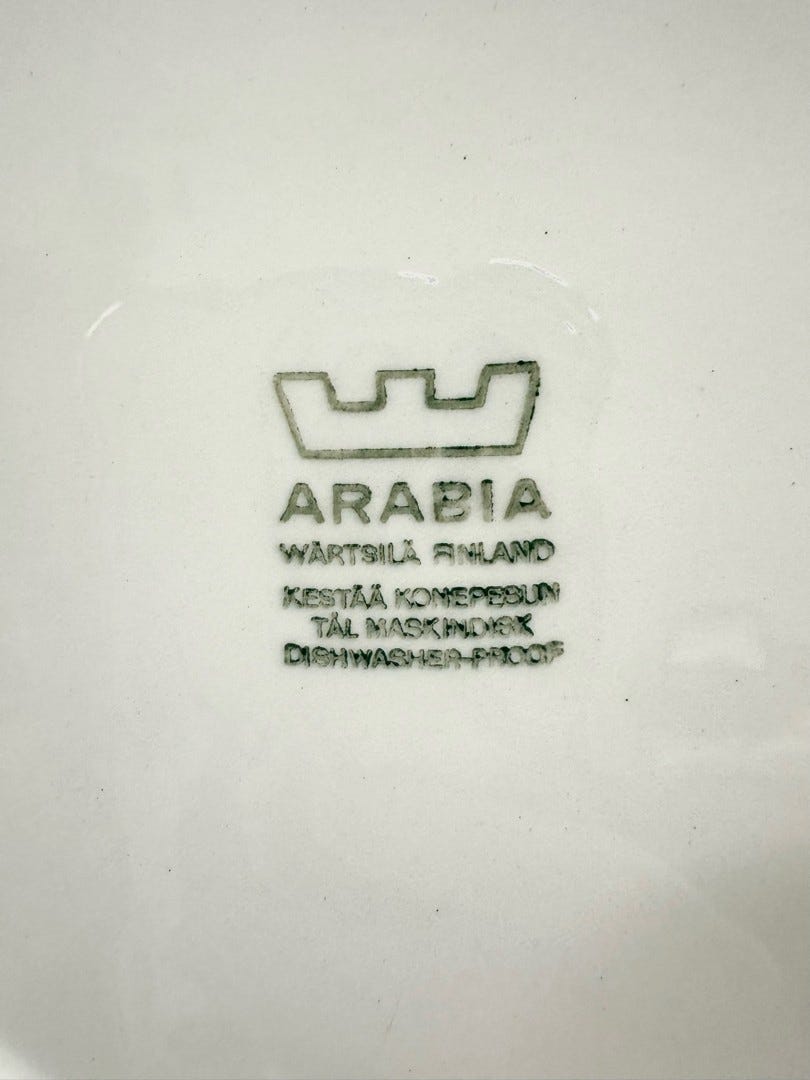 ARABIA
WÄRTSILÄ FINLAND
KESTÄÄ KONEPESUN
TÅL MASKINDISK
DISHWASHER-PROOF